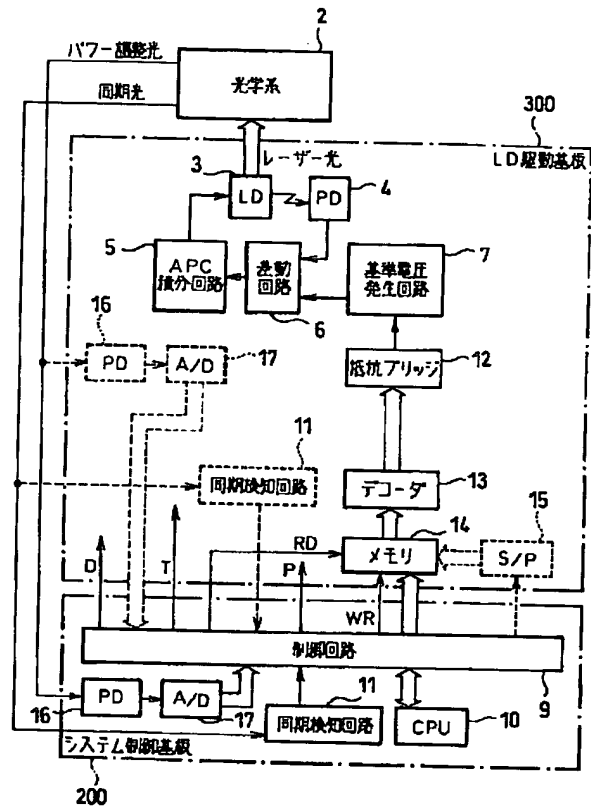 2
パワー調整光
同期光
光学系
300
レーザー光
LD駆動基板
3
LD
PD
4
5
APC
積分回路
差動
回路
6
基準電圧
発生回路
7
16
PD
A/D
17
抵抗ブリッジ
12
11
同期検知回路
デコーダ
13
14
15
メモリ
S/P
D
T
RD
P
WR
制御回路
9
16
PD
A/D
17
11
同期検知回路
CPU
10
システム制御基板
200